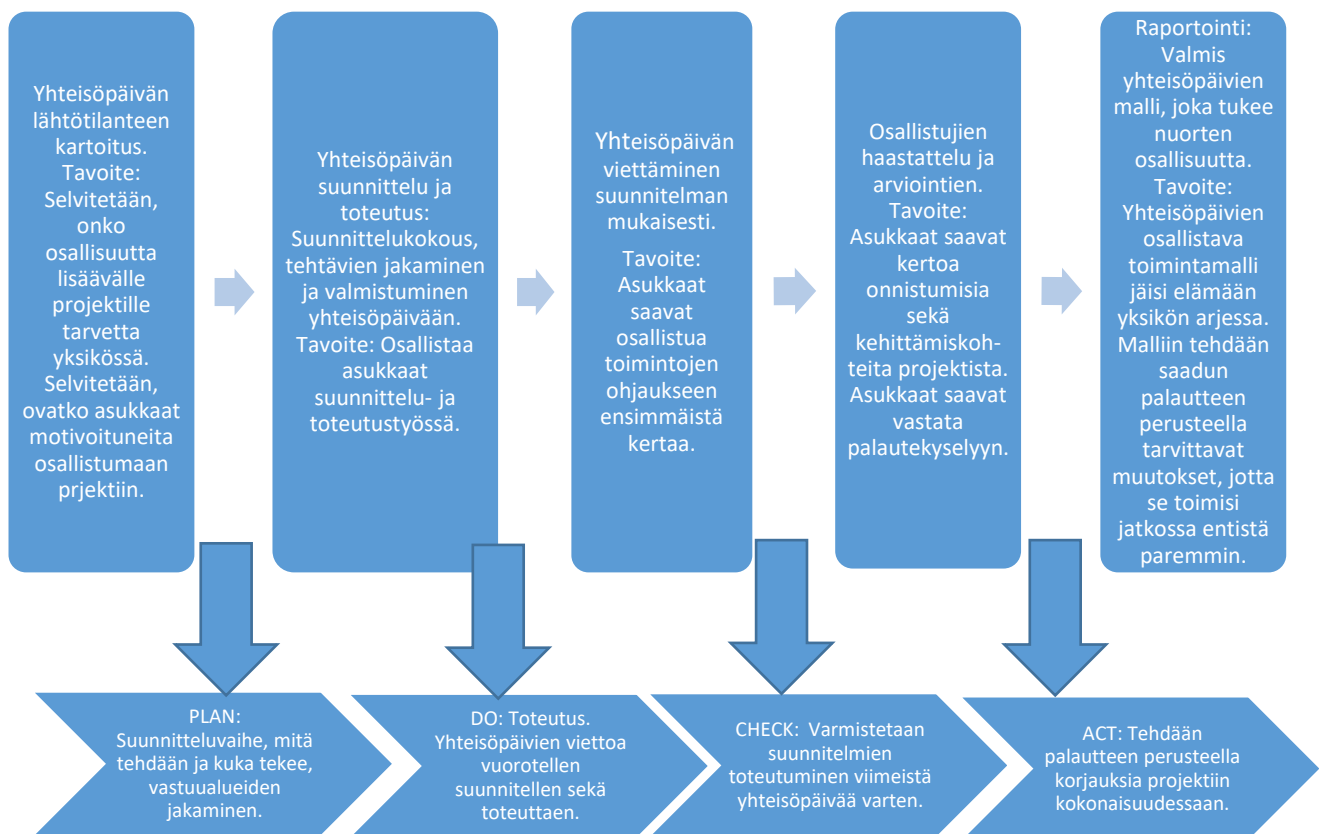 Yhteisöpäivän
lähtötilanteen
kartoitus.
Tavoite:
Selvitetään,
onko
osallisuutta
lisäävälle
projektille
tarvetta
yksikössä.
Selvitetään,
ovatko asukkaat
motivoituneita
osallistumaan
prjektiin.
Yhteisöpäivän
suunnittelu ja
toteutus:
Suunnittelukokous,
tehtävien jakaminen
ja valmistuminen
yhteisöpäivään.
Tavoite: Osallistaa
asukkaat
suunnittelu- ja
toteutustyössä.
Yhteisöpäivän
viettäminen
suunnitelman
mukaisesti.
Tavoite:
Asukkaat
saavat
osallistua
toimintojen
ohjaukseen
ensimmäistä
kertaa.
Osallistujien
haastattelu ja
arviointien.
Tavoite:
Asukkaat saavat
kertoa
onnistumisia
sekä
kehittämiskoh-
teita projektista.
Asukkaat saavat
vastata
palautekyselyyn.
Raportointi:
Valmis
yhteisöpäivien
malli, joka tukee
nuorten
osallisuutta.
Tavoite:
Yhteisöpäivien
osallistava
toimintamalli
jäisi elämään
yksikön arjessa.
Malliin tehdään
saadun
palautteen
perusteella
tarvittavat
muutokset, jotta
se toimisi
jatkossa entistä
paremmin.
PLAN:
Suunnitteluvaihe, mitä
tehdään ja kuka tekee,
vastuualueiden
jakaminen.
DO: Toteutus.
Yhteisöpäivien viettoa
vuorotellen
suunnitellen sekä
toteuttaen.
CHECK: Varmistetaan
suunnitelmien
toteutuminen viimeistä
yhteisöpäivää varten.
ACT: Tehdään
palautteen perusteella
korjauksia projektiin
kokonaisuudessaan.